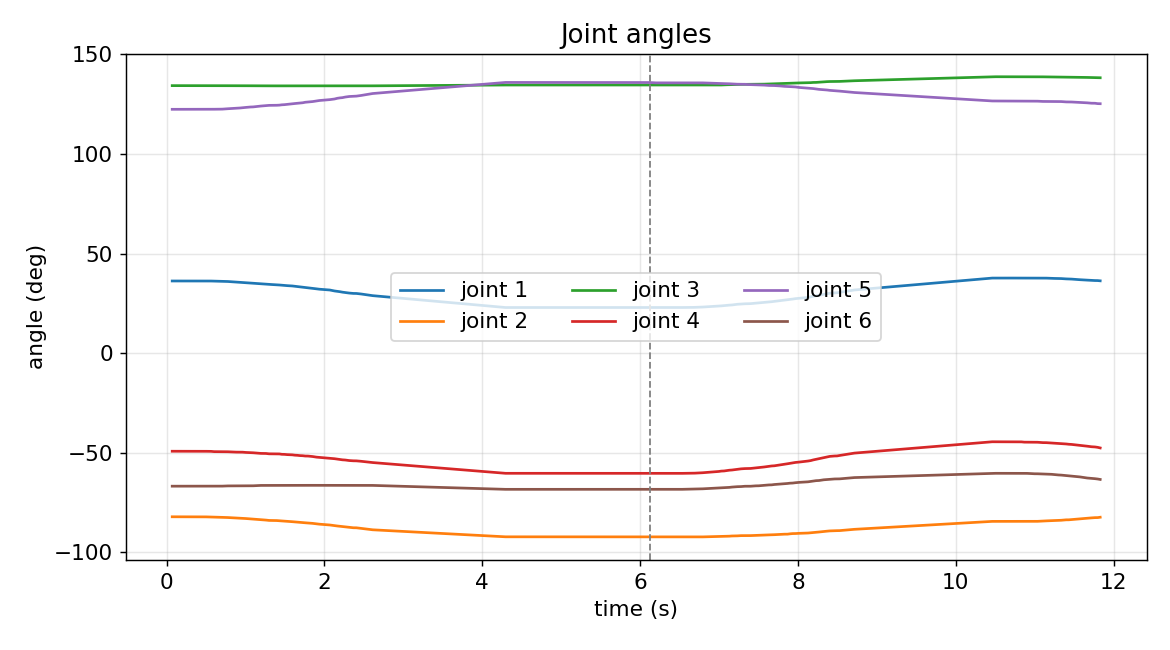 Joint angles
150
100
50
0
−50
−100
angle (deg)
joint 1 joint 3 joint 5
joint 2 joint 4 joint 6
0 2 4 6 8 10 12
time (s)